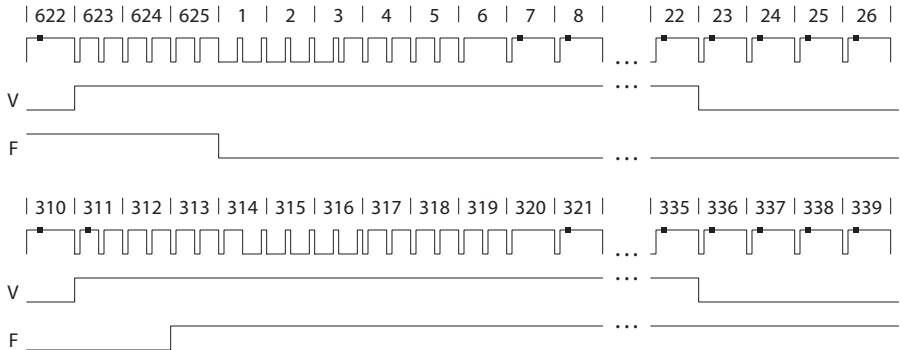 | 622 | 623 | 624 | 625 | 1 | 2 | 3 | 4 | 5 | 6 | 7 | 8 | | 22 | 23 | 24 | 25 | 26 |
...
V ...
F ...
| 310 | 311 | 312 | 313 | 314 | 315 | 316 | 317 | 318 | 319 | 320 | 321 | | 335 | 336 | 337 | 338 | 339 |
...
V ...
F ...